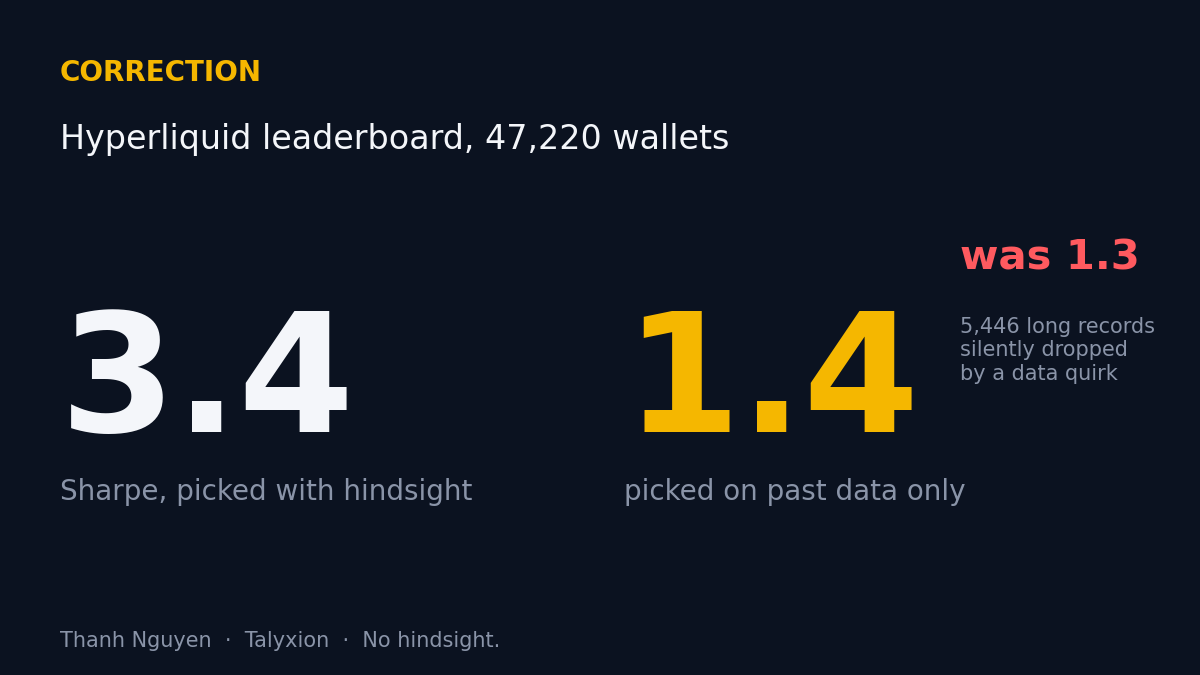 CORRECTION
Hyperliquid leaderboard, 47,220 wallets
3.4
Sharpe, picked with hindsight
1.4
picked on past data only
was 1.3
5,446 long records
silently dropped
by a data quirk
Thanh Nguyen · Talyxion · No hindsight.